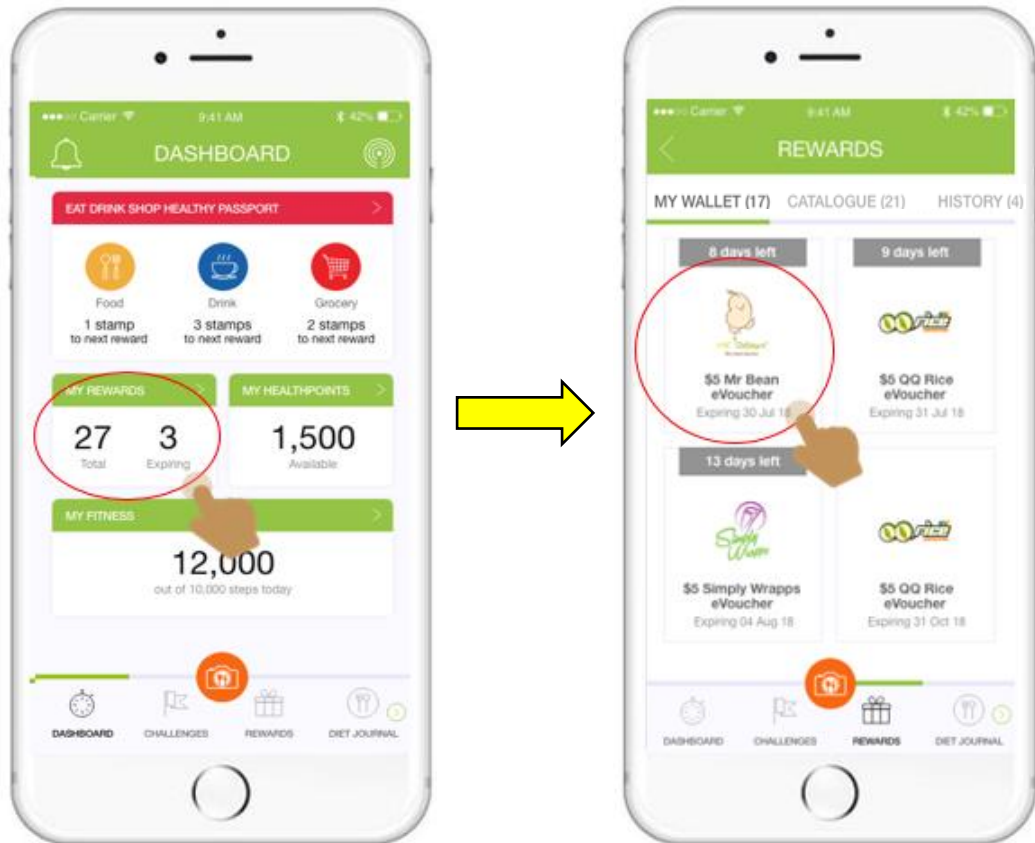 Carrier 9:41 AM 42%
DASHBOARD
EAT DRINK SHOP HEALTHY PASSPORT >
Food Drink Grocery
1 stamp 3 stamps 2 stamps
to next reward to next reward to next reward
MY REWARDS > MY HEALTHPOINTS >
27 3 1,500
Total Expiring Available
MY FITNESS >
12,000
out of 10,000 steps today
DASHBOARD CHALLENGES REWARDS DIET JOURNAL
Carrier 9:41 AM 42%
< REWARDS
MY WALLET (17) CATALOGUE (21) HISTORY (4)
8 days left 9 days left
QQ rice
$5 Mr Bean $5 QQ Rice
eVoucher eVoucher
Expiring 30 Jul 18 Expiring 31 Jul 18
13 days left
Simply QQ rice
Wrapps
$5 Simply Wrapps $5 QQ Rice
eVoucher eVoucher
Expiring 04 Aug 18 Expiring 31 Oct 18
DASHBOARD CHALLENGES REWARDS DIET JOURNAL